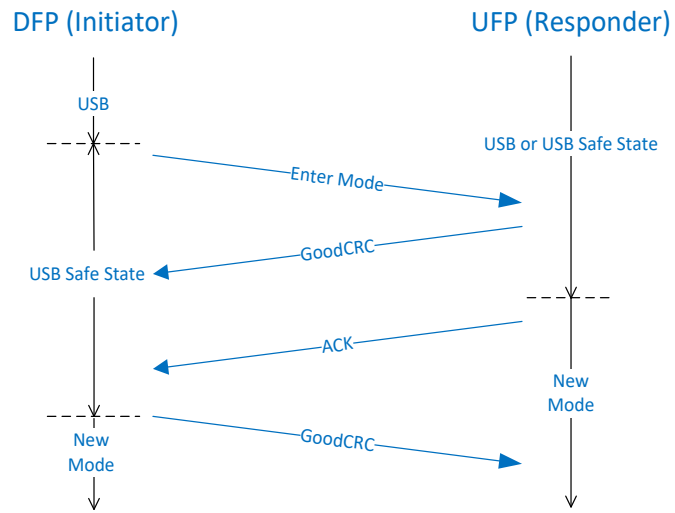 DFP (Initiator)
UFP (Responder)
USB
USB or USB Safe State
Enter Mode
GoodCRC
USB Safe State
ACK
New
Mode
GoodCRC
New
Mode